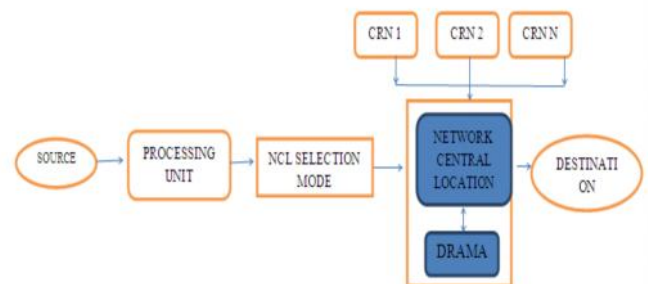 CRN 1
CRN 2
CRN N
SOURCE
PROCESSING
UNIT
NCL SELECTION
MODE
NETWORK
CENTRAL
LOCATION
DESTINATI
ON
DRAMA